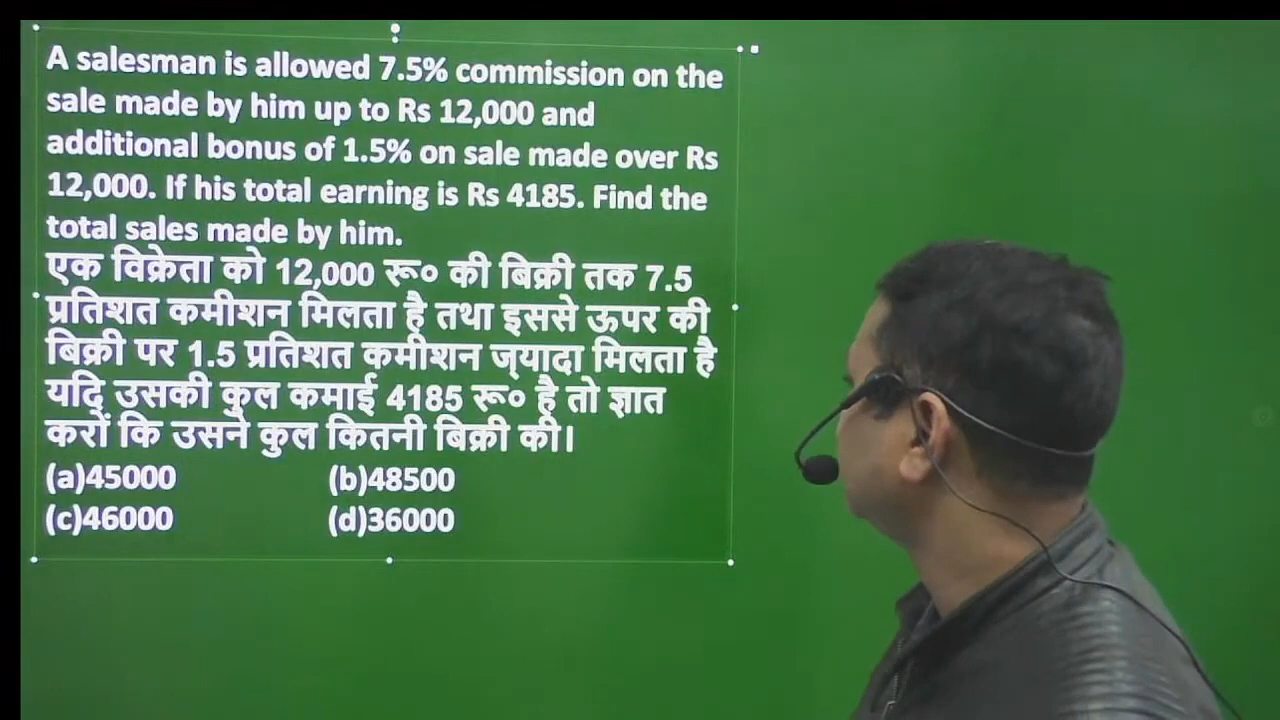 A salesman is allowed 7.5% commission on the
sale made by him up to Rs 12,000 and
additional bonus of 1.5% on sale made over Rs
12,000. If his total earning is Rs 4185. Find the
total sales made by him.
एक विक्रेता को 12,000 रू० की बिक्री तक 7.5
प्रतिशत कमीशन मिलता है तथा इससे ऊपर की
बिक्री पर 1.5 प्रतिशत कमीशन ज्यादा मिलता है
यदि उसकी कुल कमाई 4185 रू० है तो ज्ञात
करों कि उसने कुल कितनी बिक्री की।
(a)45000 (b)48500
(c)46000 (d)36000